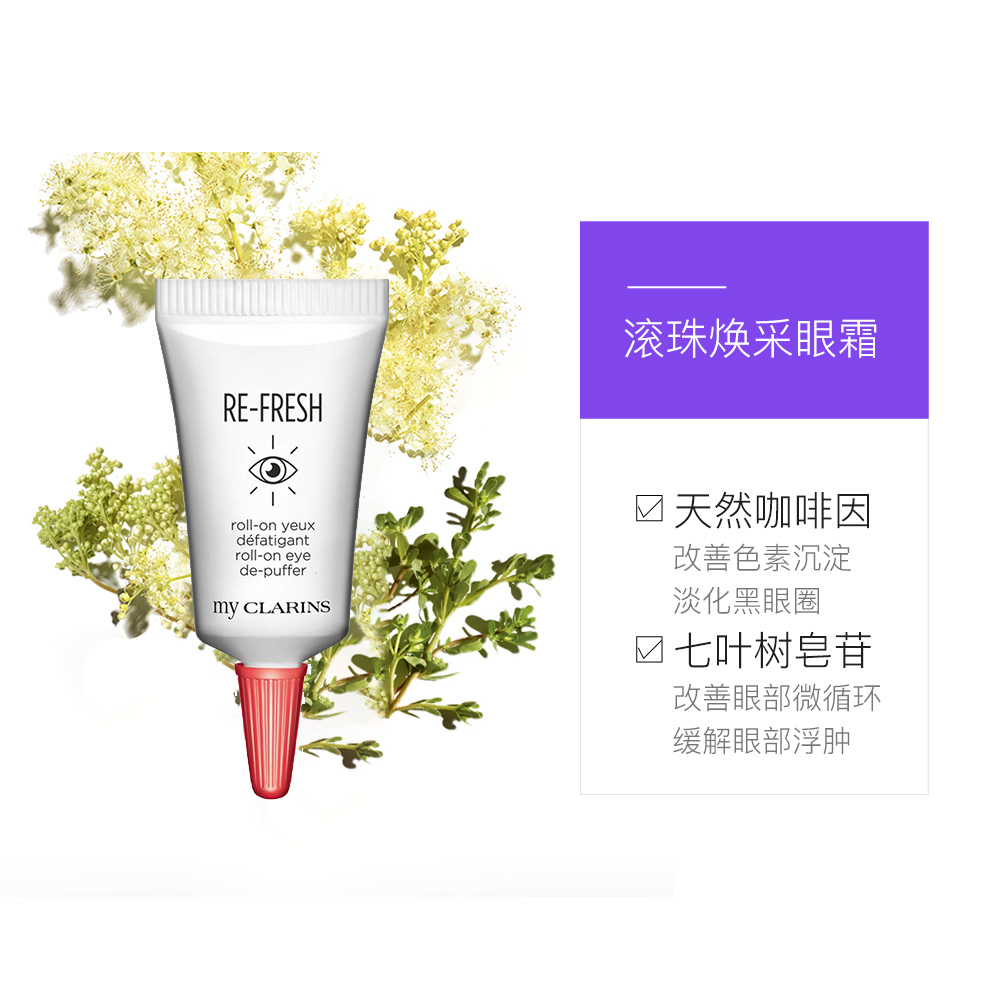 RE-FRESH
roll-on yeux
défatigant
roll-on eye
de-puffer
my CLARINS
滚珠焕采眼霜
天然咖啡因
改善色素沉淀
淡化黑眼圈
七叶树皂苷
改善眼部微循环
缓解眼部浮肿